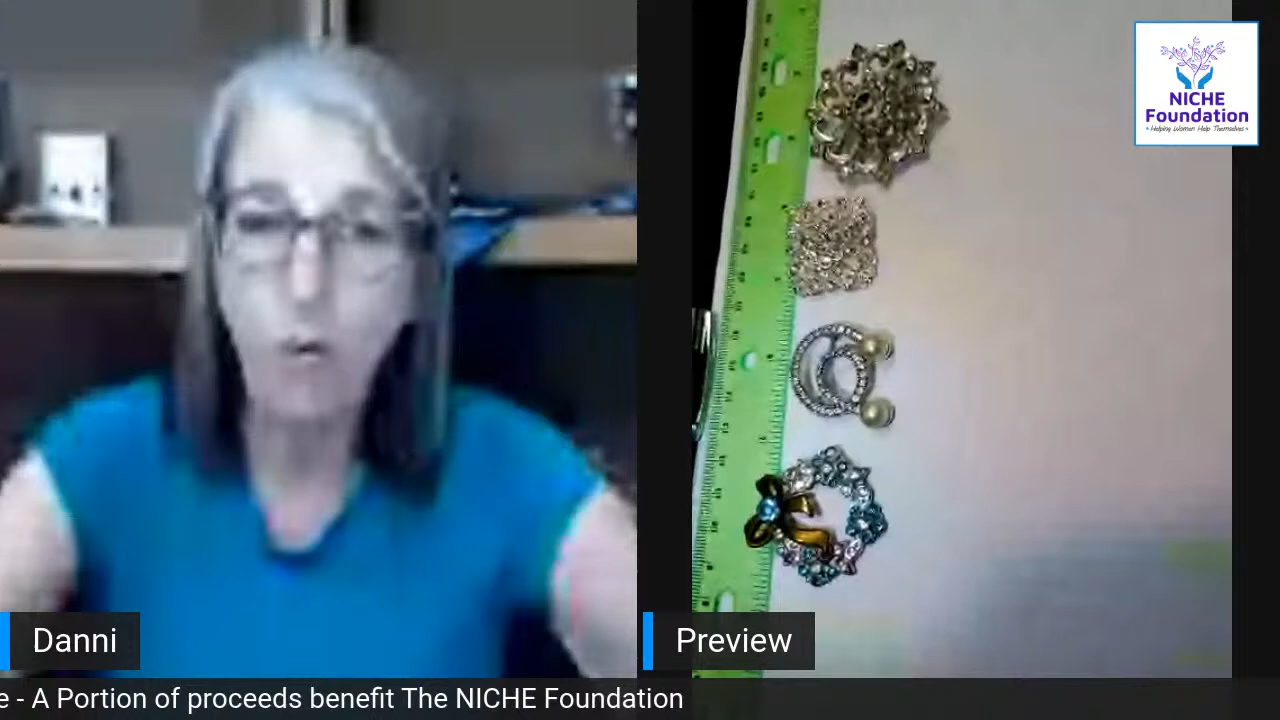 NICHE
Foundation
• Helping Women Help Themselves •
Danni
Preview
e - A Portion of proceeds benefit The NICHE Foundation